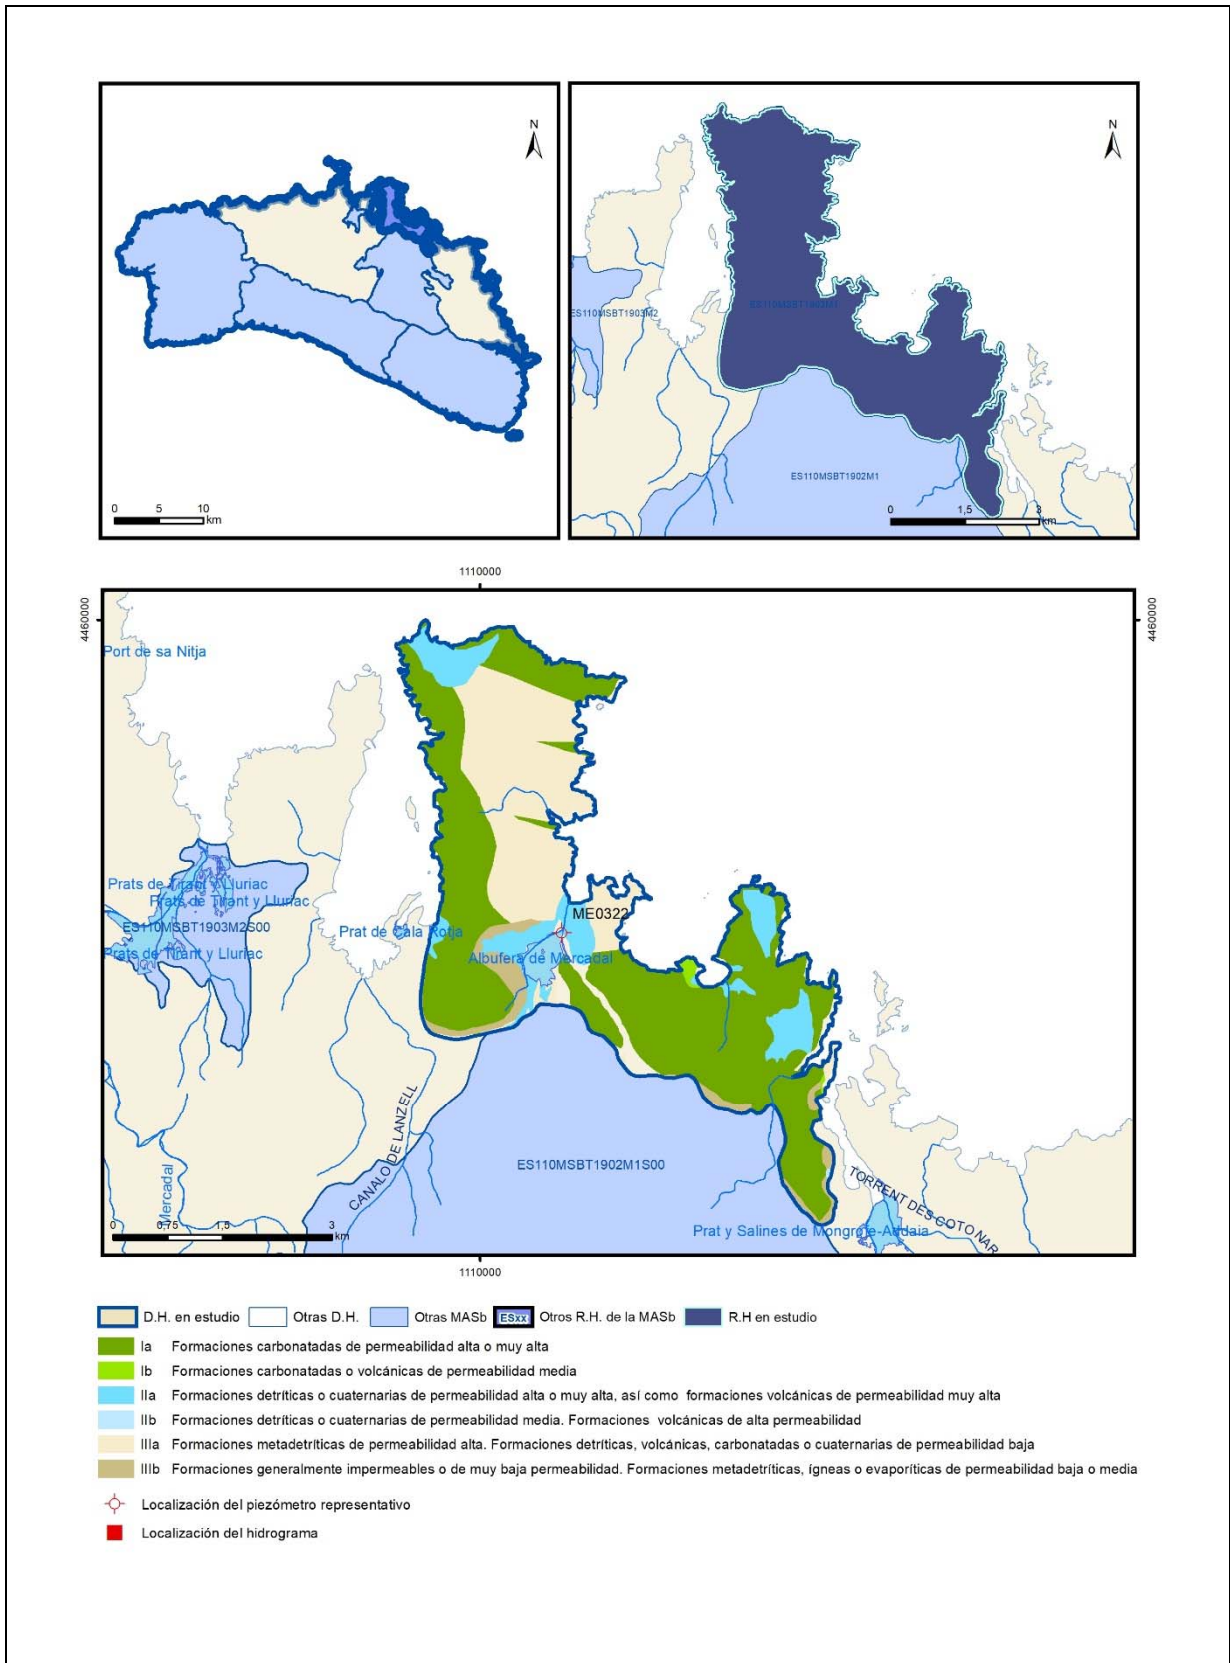 N
0 5 10
km
N
ES110MSBT1903M2
ES110MSBT1902M1
0 1,5 3
km
1110000
4460000
4460000
Port de sa Nitja
Prats de Tirant y Lluriac
Prats de Tirant y Lluriac
ES110MSBT1903M2S00
Prats de Tirant y Lluriac
Prat de Cala Rotja
ME0322
Albufera de Mercadal
CANALO DE LANZELL
ES110MSBT1902M1S00
Mercadal
TORRENT DES COTO NAR
Prat y Salines de Mongro e-Addaia
0 0,75 1,5 3
km
1110000
D.H. en estudio Otras D.H. Otras MASb ESxx Otros R.H. de la MASb R.H en estudio
Ia Formaciones carbonatadas de permeabilidad alta o muy alta
Ib Formaciones carbonatadas o volcánicas de permeabilidad media
IIa Formaciones detríticas o cuaternarias de permeabilidad alta o muy alta, así como formaciones volcánicas de permeabilidad muy alta
IIb Formaciones detríticas o cuaternarias de permeabilidad media. Formaciones volcánicas de alta permeabilidad
IIIa Formaciones metadetríticas de permeabilidad alta. Formaciones detríticas, volcánicas, carbonatadas o cuaternarias de permeabilidad baja
IIIb Formaciones generalmente impermeables o de muy baja permeabilidad. Formaciones metadetríticas, ígneas o evaporíticas de permeabilidad baja o media
Localización del piezómetro representativo
Localización del hidrograma